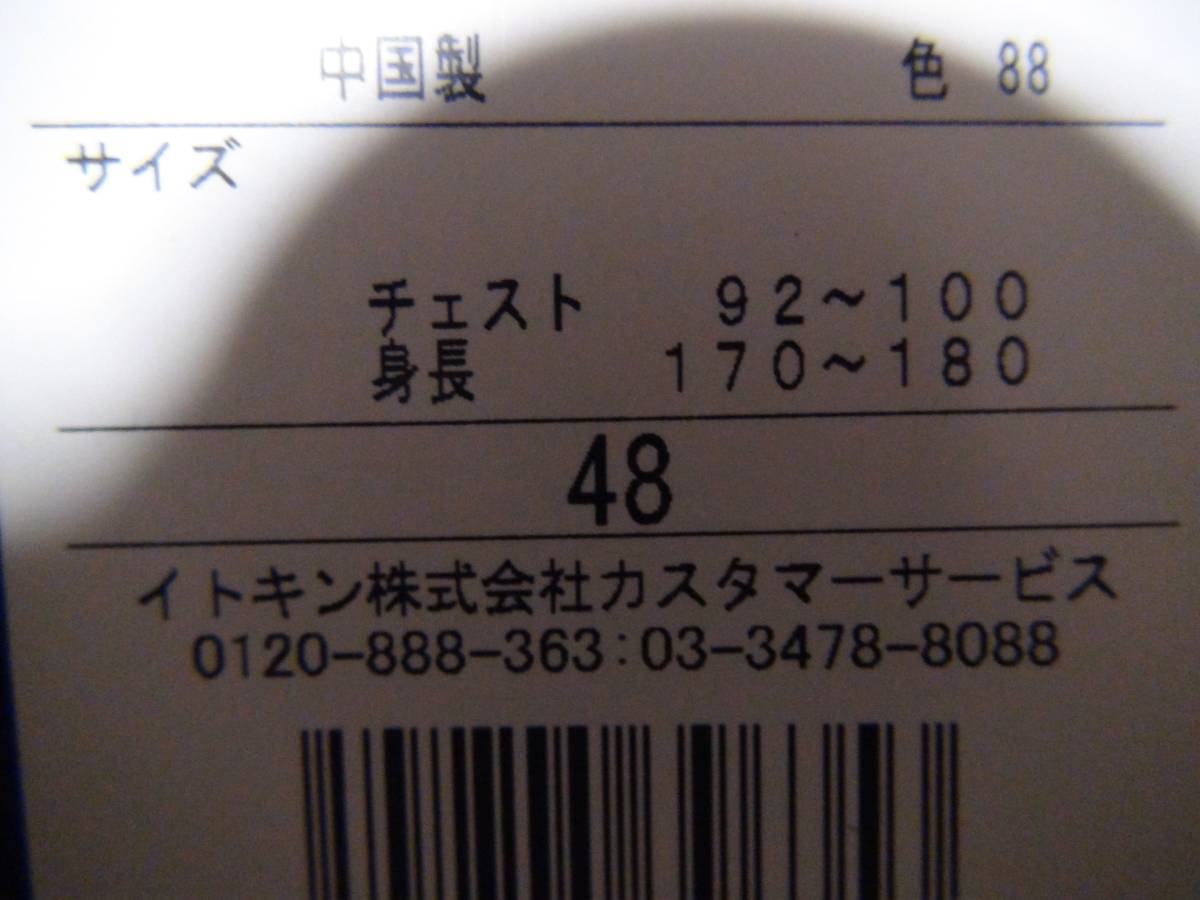 中国製 色 88
サイズ
チェスト 92～100
身長 170～180
48
イトキン株式会社カスタマーサービス
0120-888-363:03-3478-8088